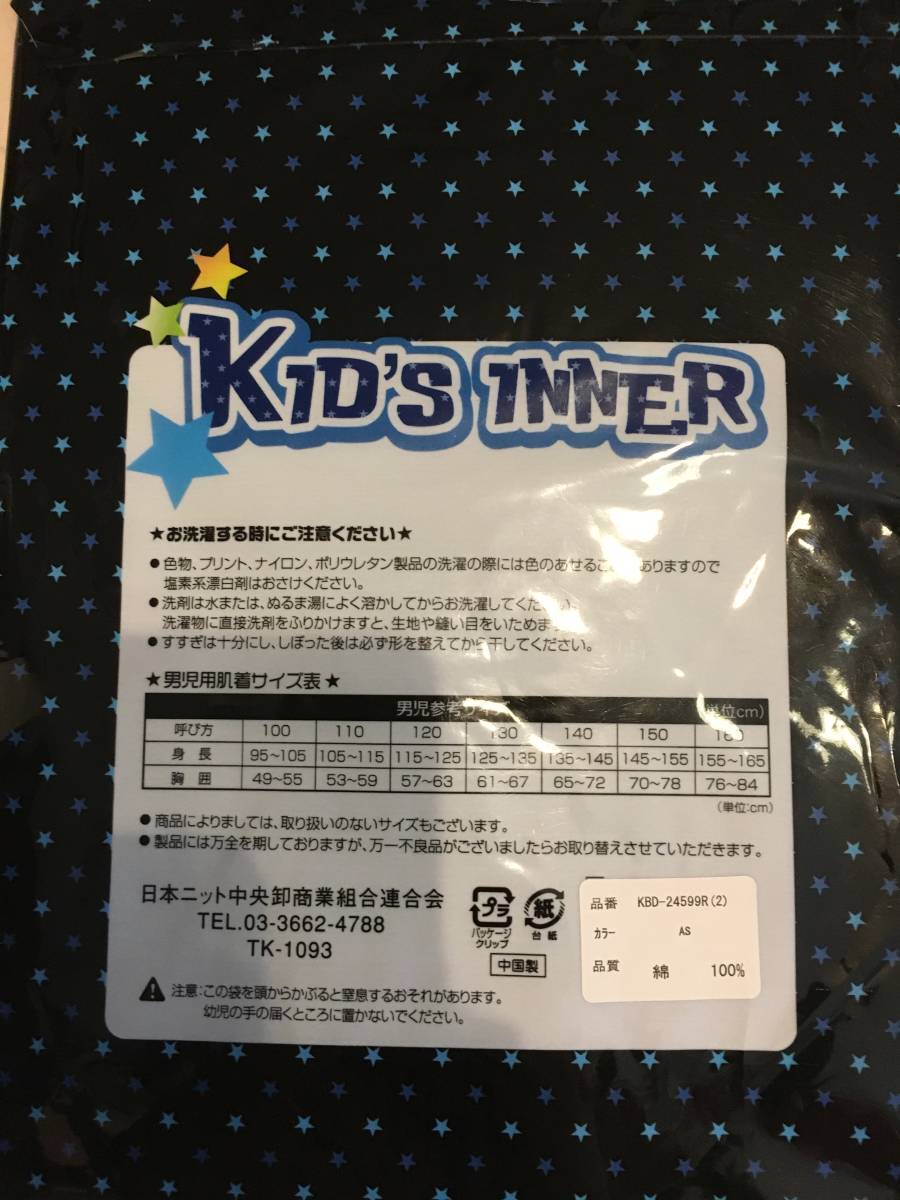 KID'S INNER
★お洗濯する時にご注意ください★
●色物、プリント、ナイロン、ポリウレタン製品の洗濯の際には色のあせるこ ありますので
塩素系漂白剤はおさけください。
●洗剤は水または、ぬるま湯によく溶かしてからお洗濯してください。
洗濯物に直接洗剤をふりかけますと、生地や縫い目をいためま
●すすぎは十分にし、しぼった後は必ず形を整えてから干してください。
★男児用肌着サイズ表★
男児参考サイズ (単位cm)
呼び方 100 110 120 130 140 150 160
身長 95~105 105~115 115~125 125~135 135~145 145~155 155~165
胸囲 49~55 53~59 57~63 61~67 65~72 70~78 76~84
(単位:cm)
●商品によりましては、取り扱いのないサイズもございます。
●製品には万全を期しておりますが、万一不良品がございましたらお取り替えさせていただきます。
日本ニット中央卸商業組合連合会
TEL.03-3662-4788
TK-1093
プラ
パッケージ
クリップ
紙
台紙
中国製
品番 KBD-24599R(2)
カラー AS
品質 綿 100%
注意:この袋を頭からかぶると窒息するおそれがあります。
幼児の手の届くところに置かないでください。